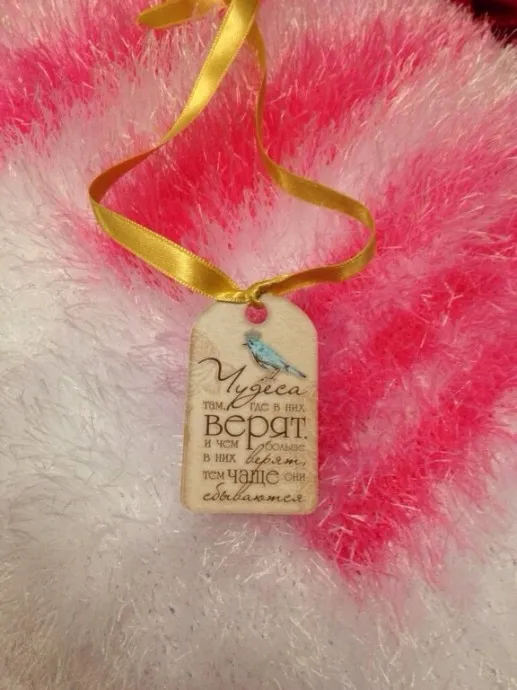 Чудеса
там, где в них
верят.
и чем больше
в них верят,
тем чаще они
сбываются